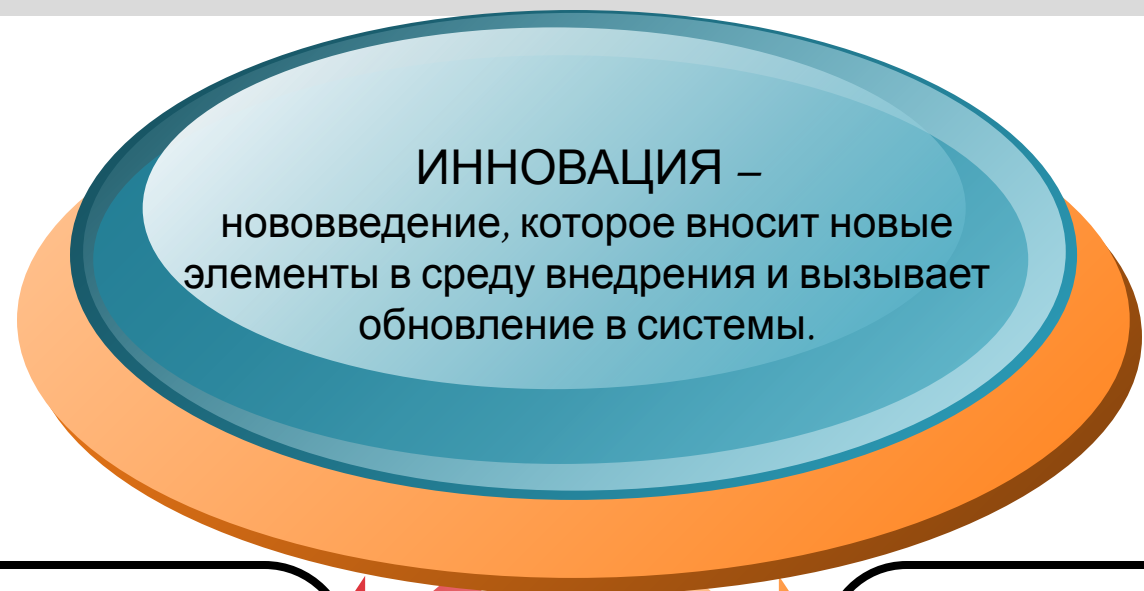 ИННОВАЦИЯ –
нововведение, которое вносит новые
элементы в среду внедрения и вызывает
обновление в системы.